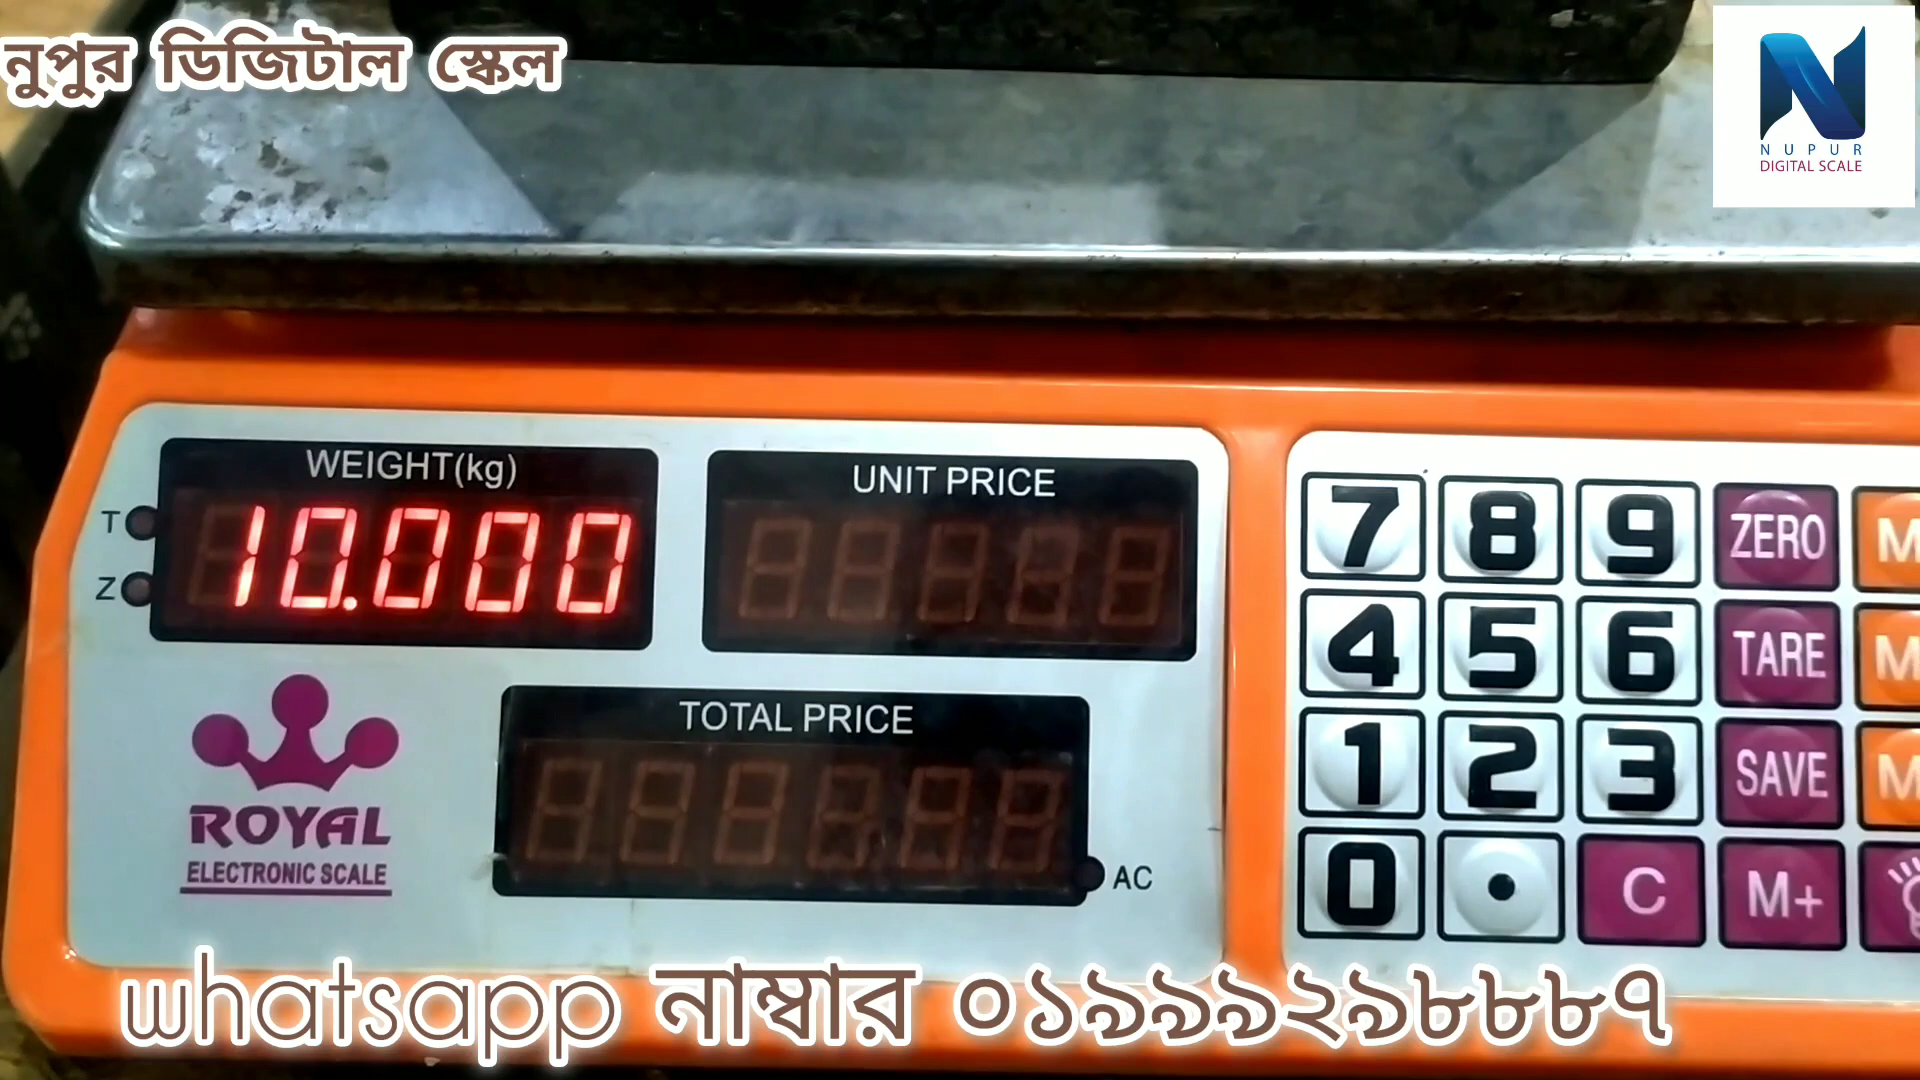 নুপুর ডিজিটাল স্কেল
NUPUR
DIGITAL SCALE
WEIGHT(kg)
UNIT PRICE
T
Z
10.000
TOTAL PRICE
AC
ROYAL
ELECTRONIC SCALE
7 8 9 ZERO M
4 5 6 TARE M
1 2 3 SAVE M
0 . C M+
whatsapp নাম্বার ০১৯৯৯২৯৮৮৮৭